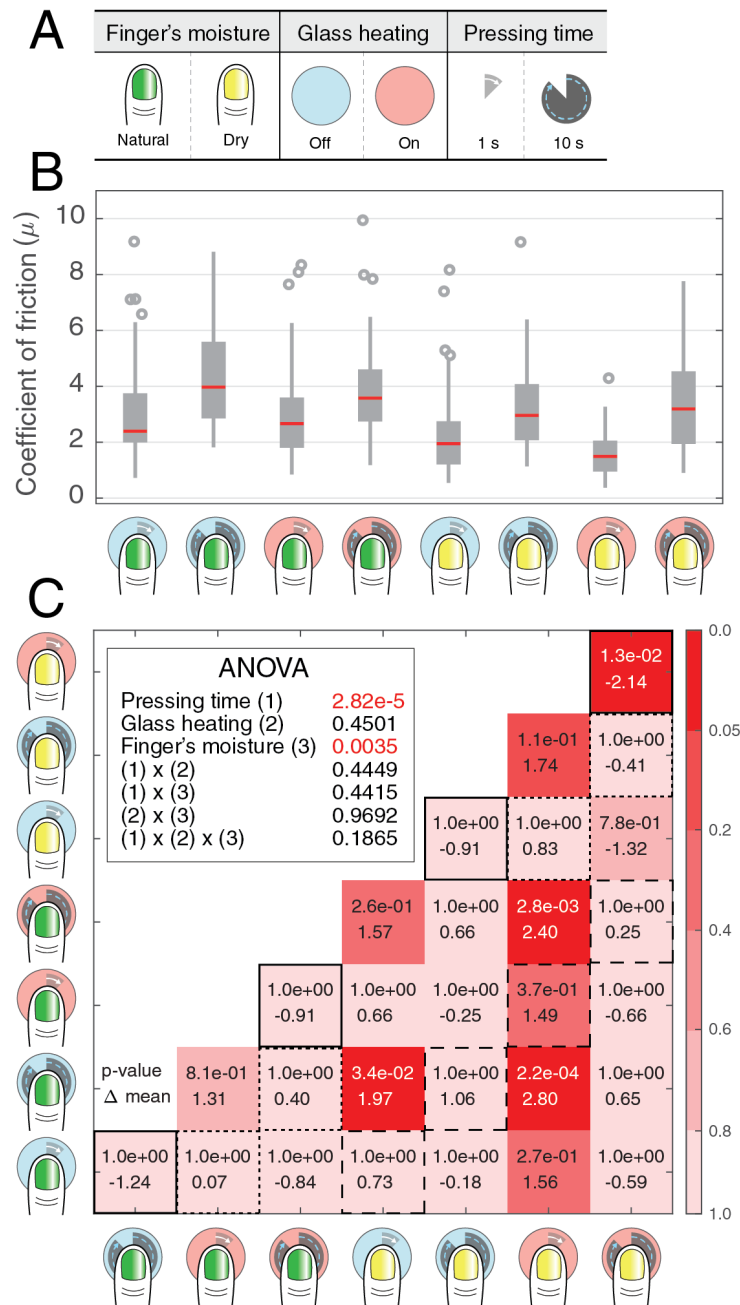 A
Finger's moisture Glass heating Pressing time
Natural Dry Off On 1 s 10 s
B
Coefficient of friction (μ)
10
8
6
4
2
0
C
ANOVA
Pressing time (1) 2.82e-5
Glass heating (2) 0.4501
Finger's moisture (3) 0.0035
(1) x (2) 0.4449
(1) x (3) 0.4415
(2) x (3) 0.9692
(1) x (2) x (3) 0.1865
1.3e-02
-2.14
1.1e-01 1.0e+00
1.74 -0.41
1.0e+00 1.0e+00 7.8e-01
-0.91 0.83 -1.32
2.6e-01 1.0e+00 2.8e-03 1.0e+00
1.57 0.66 2.40 0.25
1.0e+00 1.0e+00 1.0e+00 3.7e-01 1.0e+00
-0.91 0.66 -0.25 1.49 -0.66
p-value 8.1e-01 1.0e+00 3.4e-02 1.0e+00 2.2e-04 1.0e+00
Δ mean 1.31 0.40 1.97 1.06 2.80 0.65
1.0e+00 1.0e+00 1.0e+00 1.0e+00 1.0e+00 2.7e-01 1.0e+00
-1.24 0.07 -0.84 0.73 -0.18 1.56 -0.59
0.0
0.05
0.2
0.4
0.6
0.8
1.0